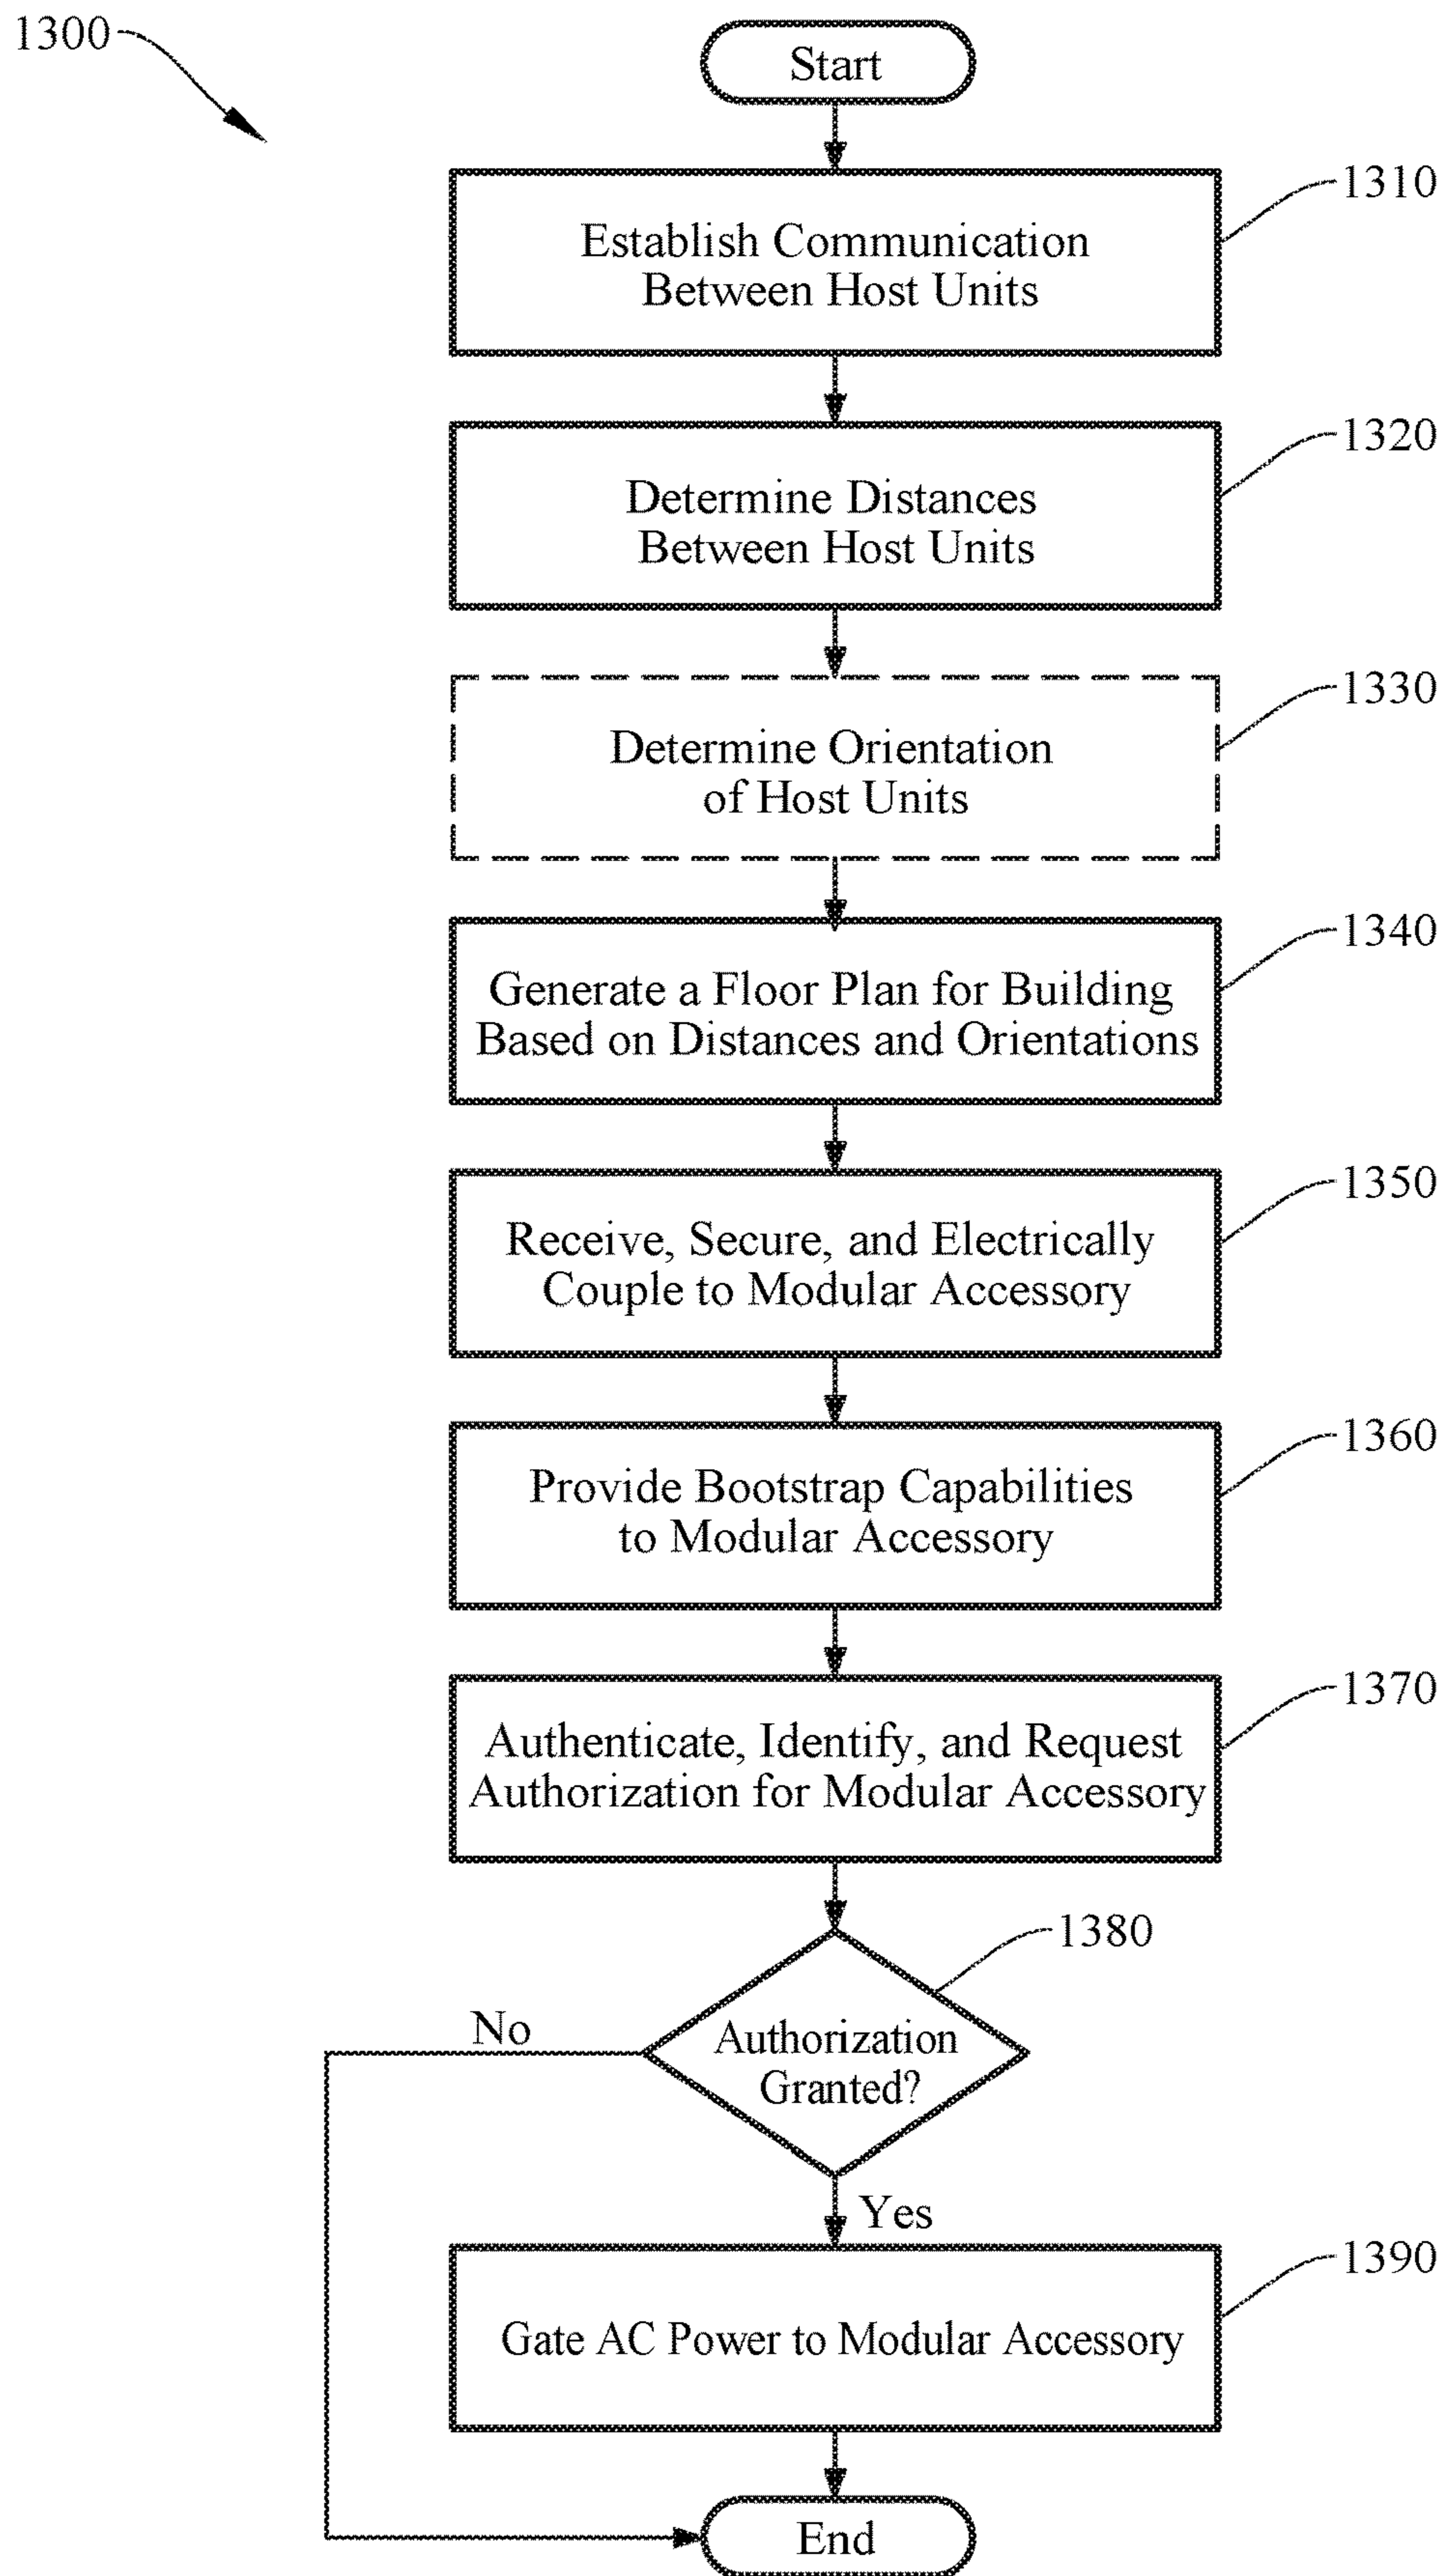 1300
Start
1310
Establish Communication
Between Host Units
1320
Determine Distances
Between Host Units
1330
Determine Orientation
of Host Units
1340
Generate a Floor Plan for Building
Based on Distances and Orientations
1350
Receive, Secure, and Electrically
Couple to Modular Accessory
1360
Provide Bootstrap Capabilities
to Modular Accessory
1370
Authenticate, Identify, and Request
Authorization for Modular Accessory
1380
No
Authorization
Granted?
Yes
1390
Gate AC Power to Modular Accessory
End